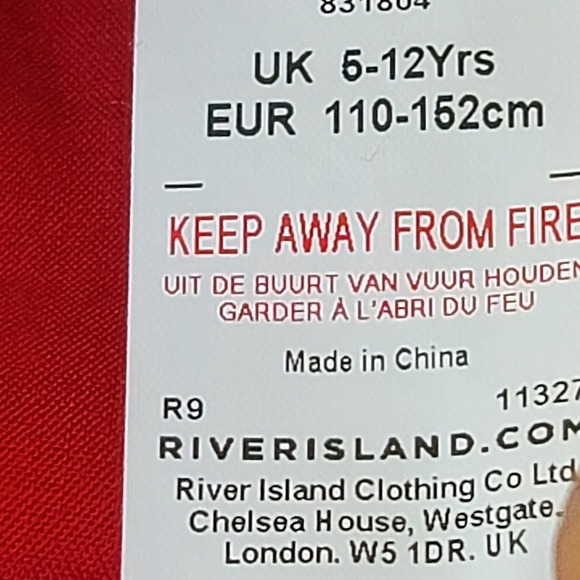 831804
UK 5-12Yrs
EUR 110-152cm
KEEP AWAY FROM FIRE
UIT DE BUURT VAN VUUR HOUDEN
GARDER À L'ABRI DU FEU
Made in China
R9 11327
RIVERISLAND.COM
River Island Clothing Co Ltd
Chelsea House, Westgate.
London. W5 1DR. UK